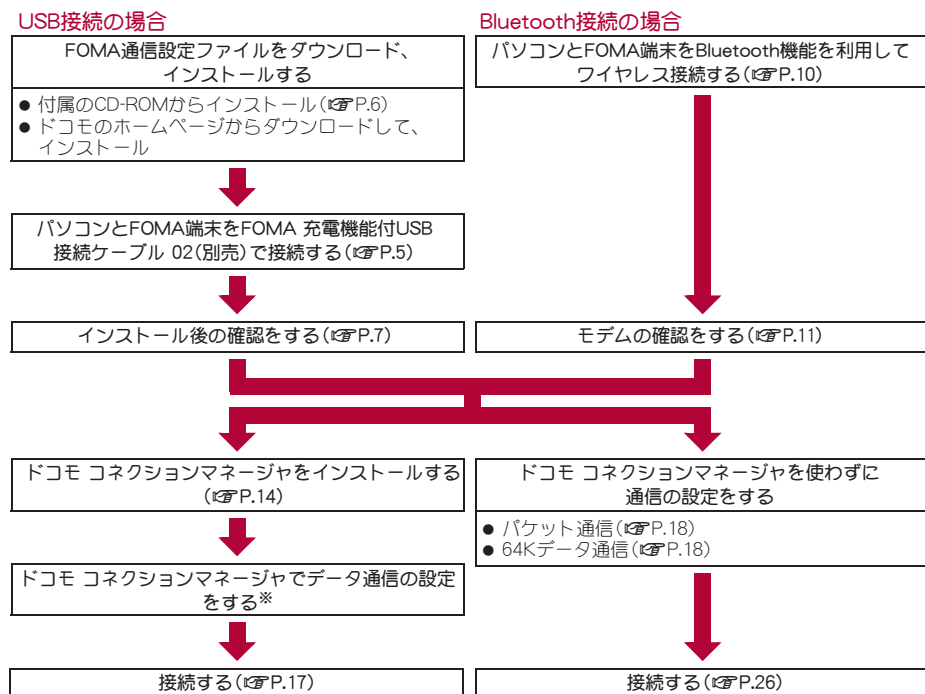 USB接続の場合
FOMA通信設定ファイルをダウンロード、
インストールする
● 付属のCD-ROMからインストール(☞P.6)
● ドコモのホームページからダウンロードして、
インストール
パソコンとFOMA端末をFOMA 充電機能付USB
接続ケーブル 02(別売)で接続する(☞P.5)
インストール後の確認をする(☞P.7)
Bluetooth接続の場合
パソコンとFOMA端末をBluetooth機能を利用して
ワイヤレス接続する(☞P.10)
モデムの確認をする(☞P.11)
ドコモ コネクションマネージャをインストールする
(☞P.14)
ドコモ コネクションマネージャでデータ通信の設定
をする※
接続する(☞P.17)
ドコモ コネクションマネージャを使わずに
通信の設定をする
● パケット通信(☞P.18)
● 64Kデータ通信(☞P.18)
接続する(☞P.26)